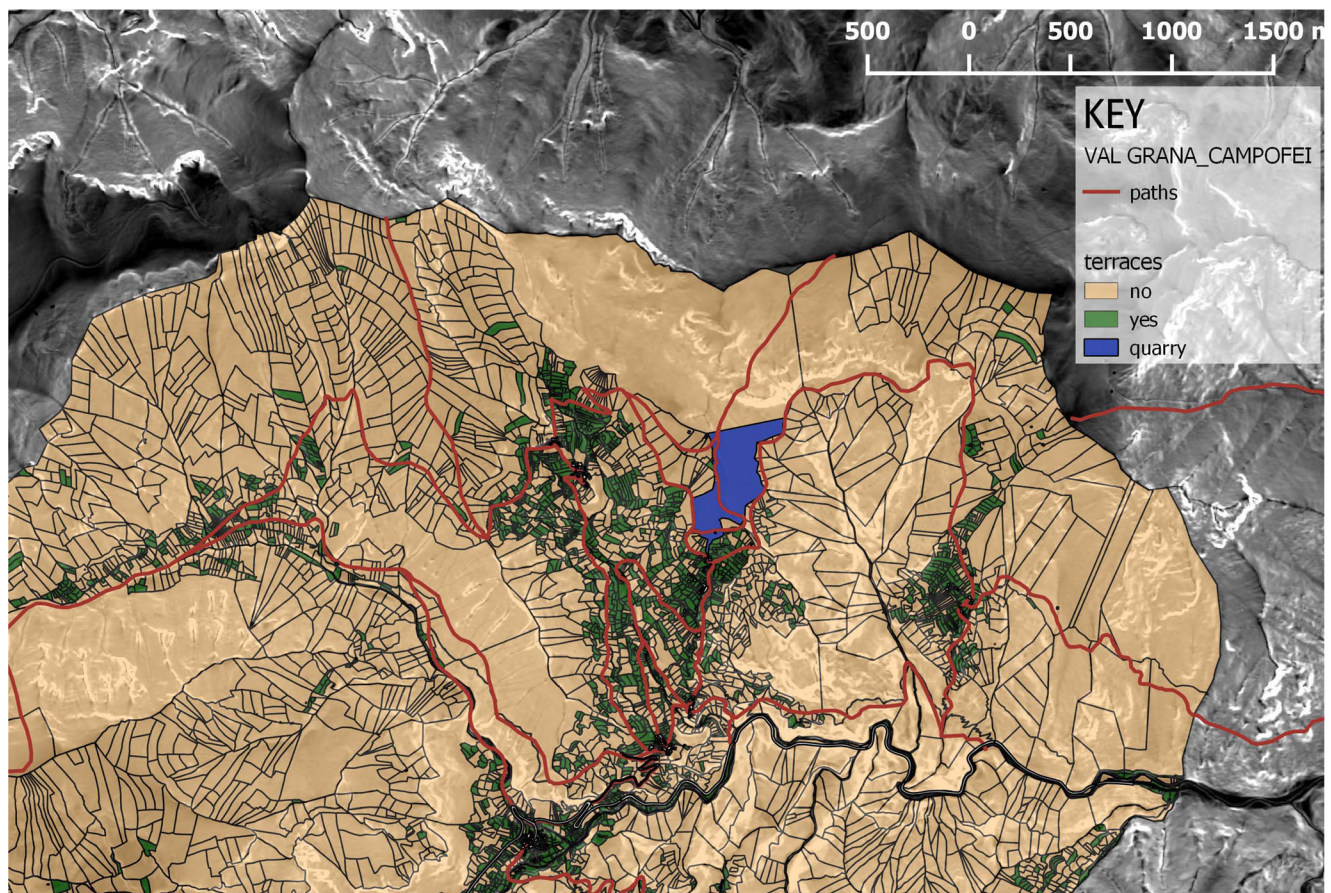 500 0 500 1000 1500 m
KEY
VAL GRANA_CAMPOFEI
paths
terraces
no
yes
quarry